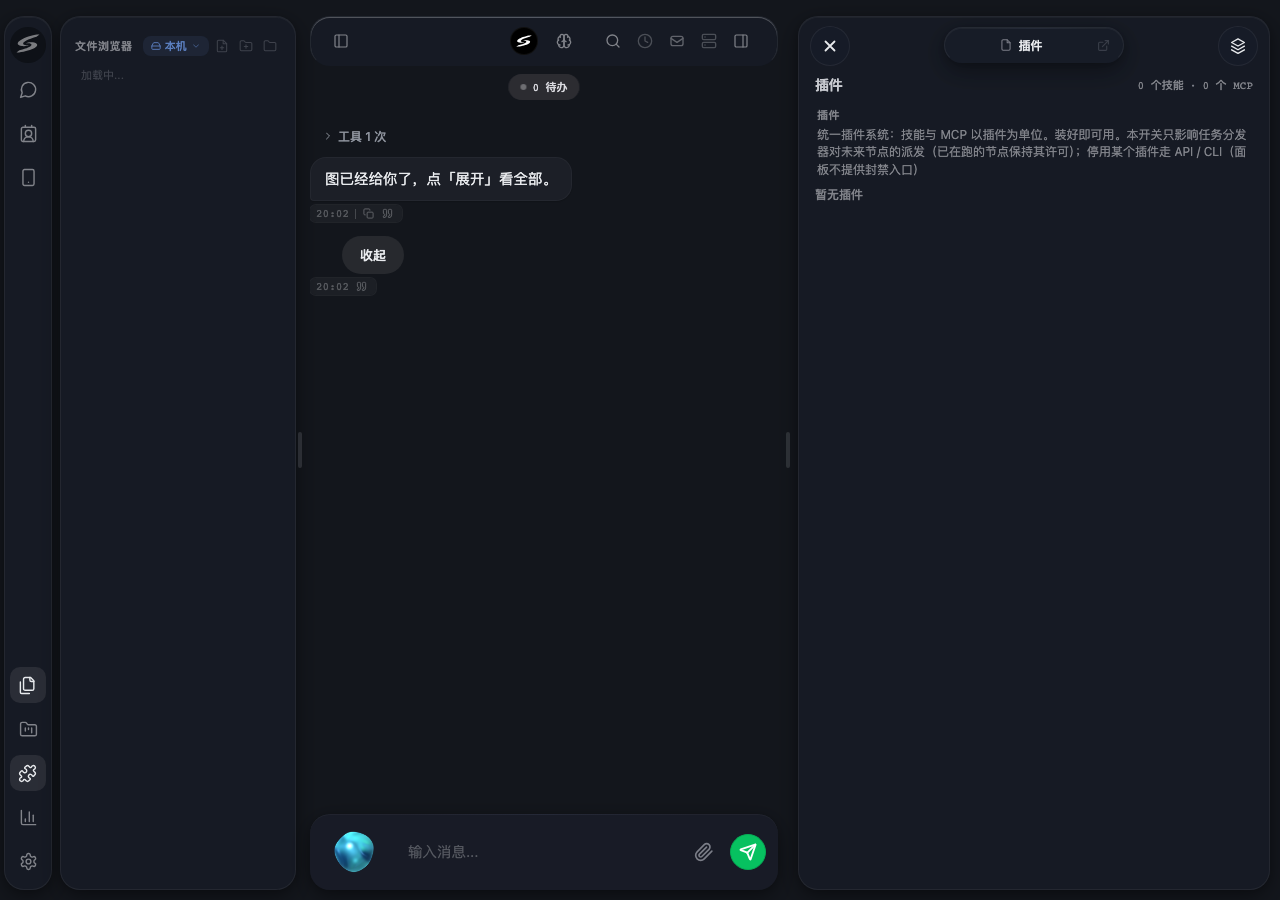 文件浏览器
本机
加载中...
0 待办
工具 1 次
图已经给你了，点「展开」看全部。
20:02
收起
20:02
输入消息...
插件
插件
0 个技能 · 0 个 MCP
插件
统一插件系统：技能与 MCP 以插件为单位。装好即可用。本开关只影响任务分发
器对未来节点的派发（已在跑的节点保持其许可）；停用某个插件走 API / CLI（面
板不提供封禁入口）
暂无插件